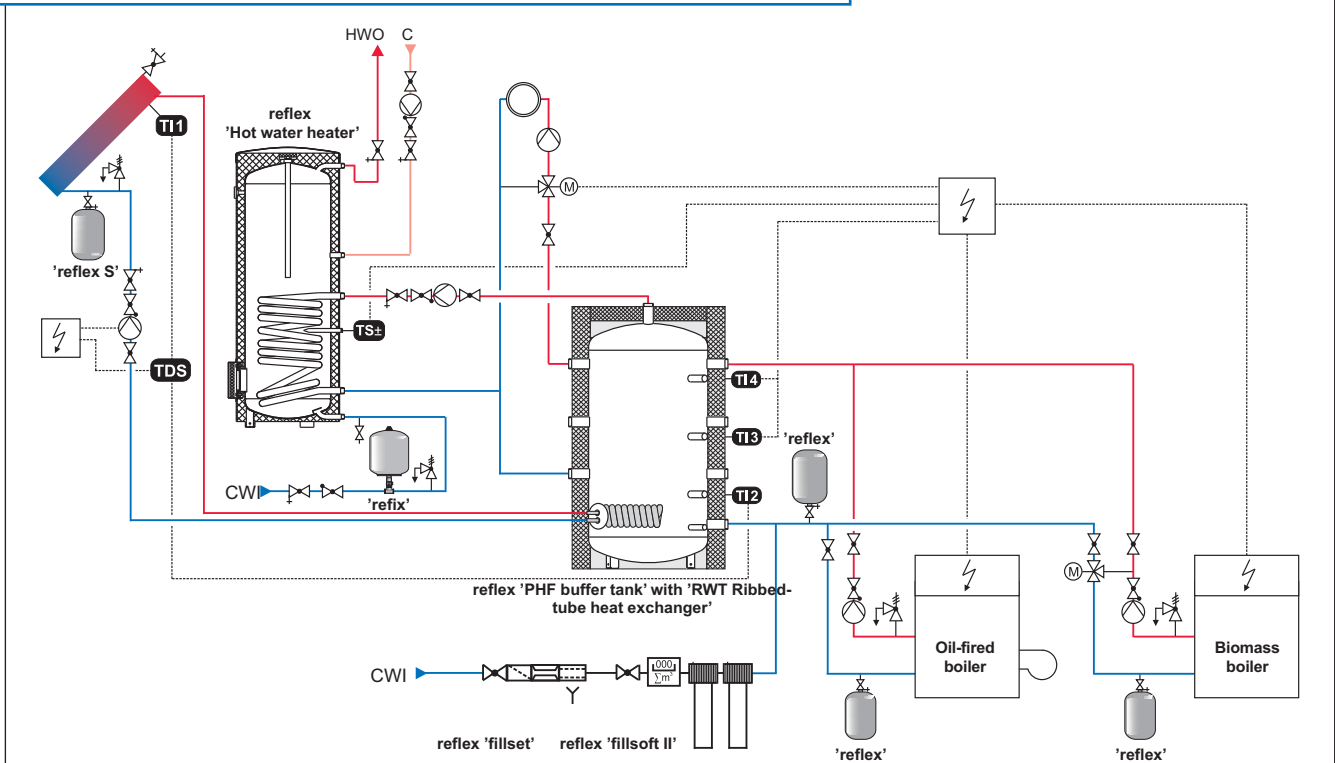 HWO
C
reflex
'Hot water heater'
TI1
M
'reflex S'
TS±
TDS
TI4
TI3
'reflex'
CWI
'refix'
TI2
reflex 'PHF buffer tank' with 'RWT Ribbed-
tube heat exchanger'
M
Oil-fired
boiler
Biomass
boiler
CWI
000
Σm³
reflex 'fillset'
reflex 'fillsoft II'
'reflex'
'reflex'